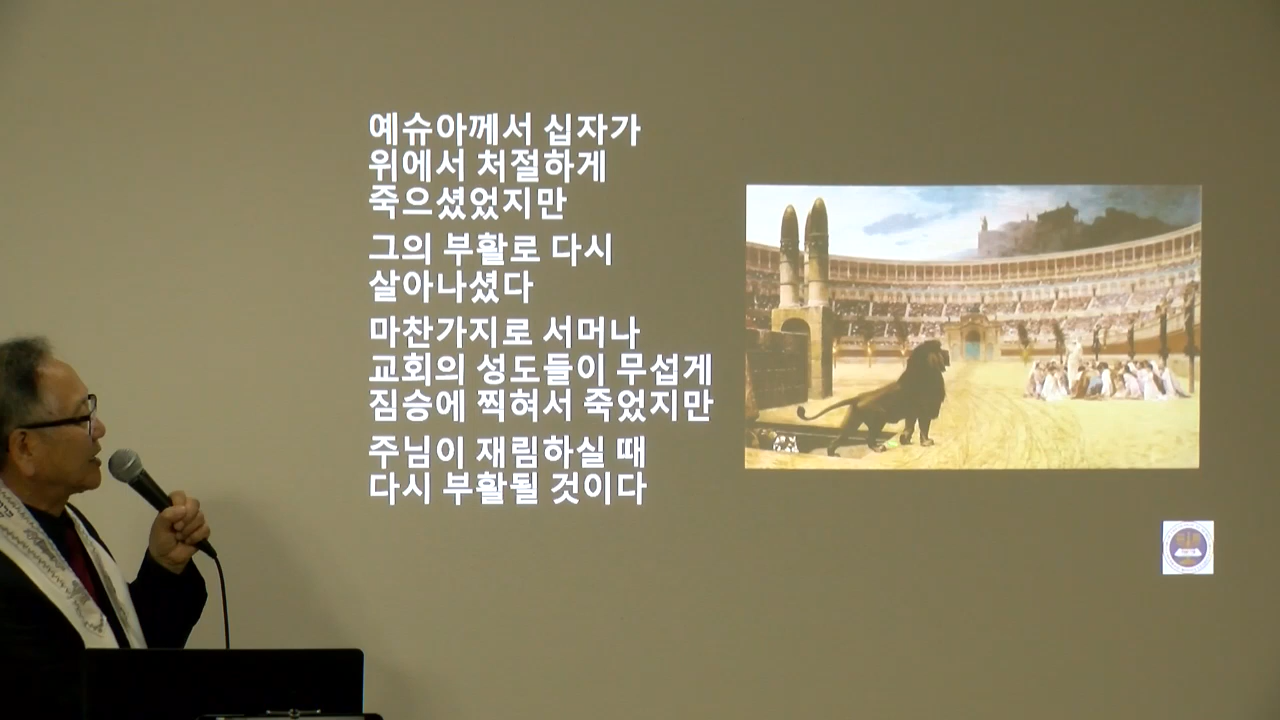 예슈아께서 십자가
위에서 처절하게
죽으셨었지만
그의 부활로 다시
살아나셨다
마찬가지로 서머나
교회의 성도들이 무섭게
짐승에 찍혀서 죽었지만
주님이 재림하실 때
다시 부활될 것이다